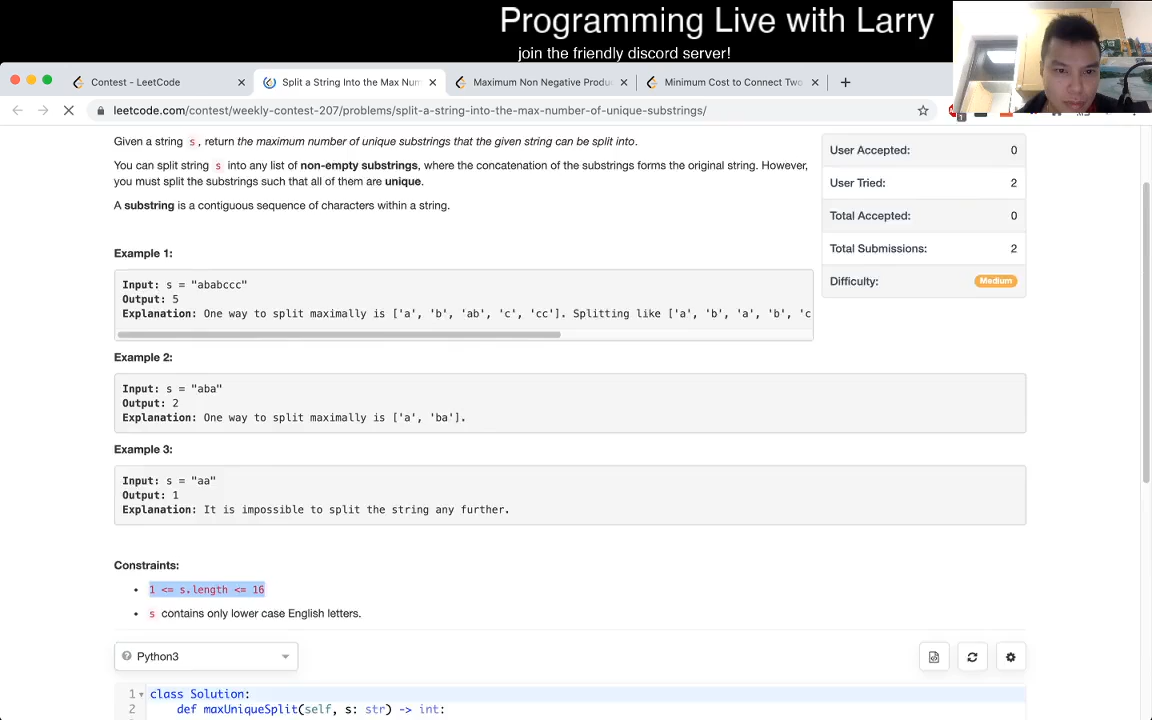 Programming Live with Larry
join the friendly discord server!
Contest - LeetCode
Split a String Into the Max Num
Maximum Non Negative Produ
Minimum Cost to Connect Two
leetcode.com/contest/weekly-contest-207/problems/split-a-string-into-the-max-number-of-unique-substrings/
Given a string s, return the maximum number of unique substrings that the given string can be split into.
You can split string s into any list of non-empty substrings, where the concatenation of the substrings forms the original string. However,
you must split the substrings such that all of them are unique.
A substring is a contiguous sequence of characters within a string.
User Accepted: 0
User Tried: 2
Total Accepted: 0
Total Submissions: 2
Difficulty: Medium
Example 1:
Input: s = "ababccc"
Output: 5
Explanation: One way to split maximally is ['a', 'b', 'ab', 'c', 'cc']. Splitting like ['a', 'b', 'a', 'b', 'c
Example 2:
Input: s = "aba"
Output: 2
Explanation: One way to split maximally is ['a', 'ba'].
Example 3:
Input: s = "aa"
Output: 1
Explanation: It is impossible to split the string any further.
Constraints:
1 <= s.length <= 16
s contains only lower case English letters.
Python3
1 class Solution:
2 def maxUniqueSplit(self, s: str) -> int: